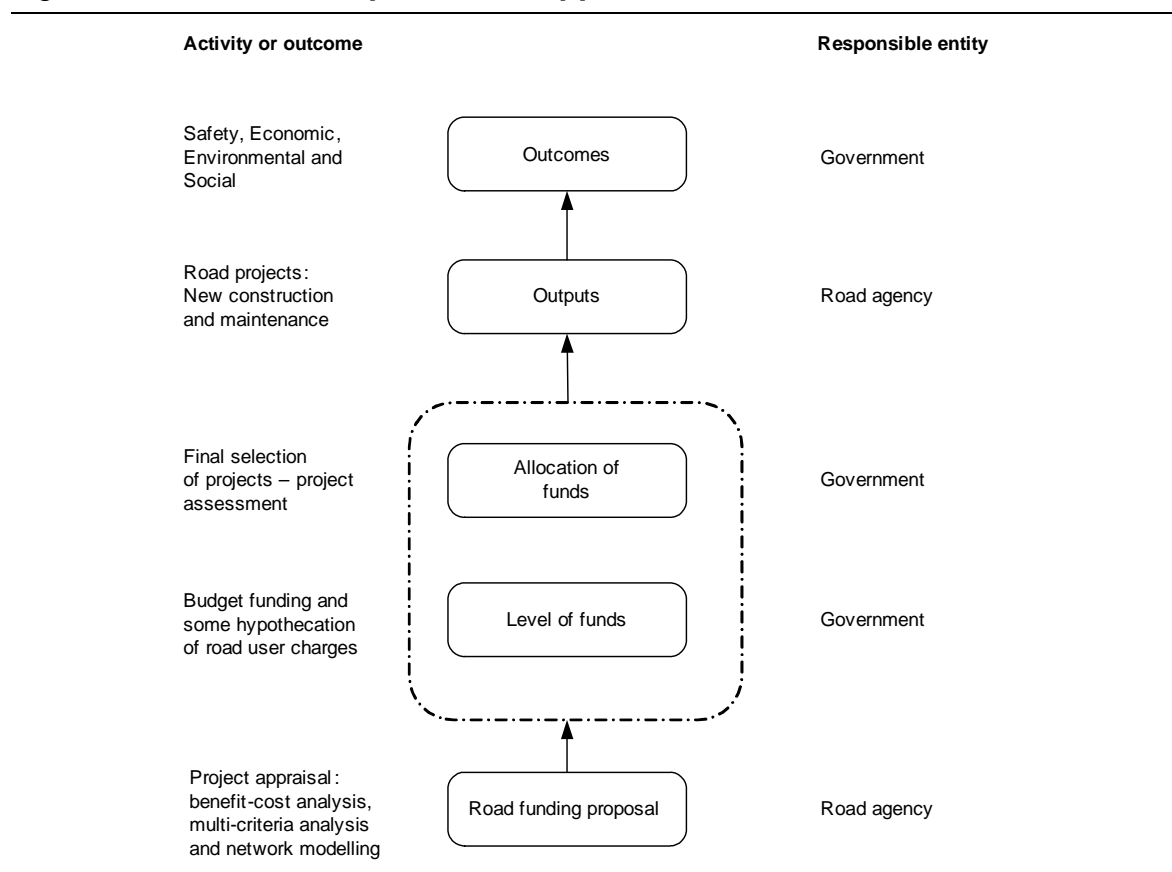 Activity or outcome
Responsible entity
Safety, Economic,
Environmental and
Social
Outcomes
Government
Road projects:
New construction
and maintenance
Outputs
Road agency
Final selection
of projects – project
assessment
Allocation of
funds
Government
Budget funding and
some hypothecation
of road user charges
Level of funds
Government
Project appraisal:
benefit-cost analysis,
multi-criteria analysis
and network modelling
Road funding proposal
Road agency